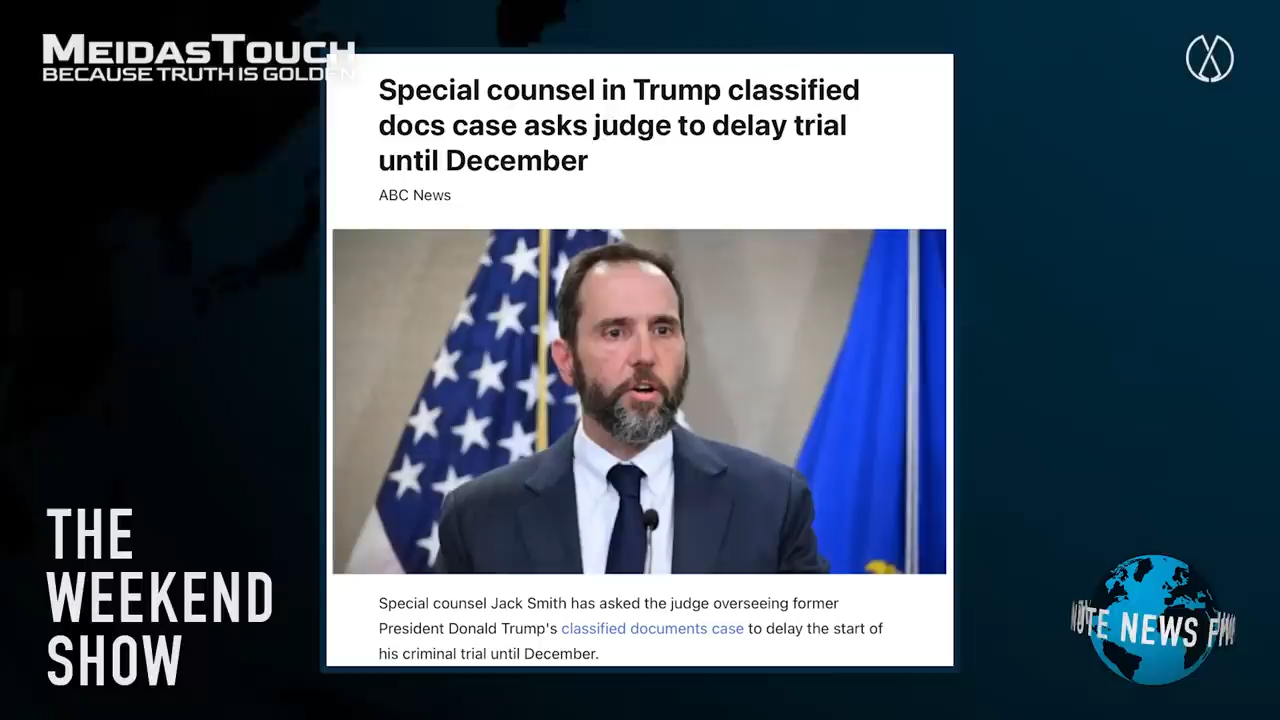 MEIDASTOUCH
BECAUSE TRUTH IS GOLDEN
Special counsel in Trump classified
docs case asks judge to delay trial
until December
ABC News
THE
WEEKEND
SHOW
NEWS
Special counsel Jack Smith has asked the judge overseeing former
President Donald Trump's classified documents case to delay the start of
his criminal trial until December.